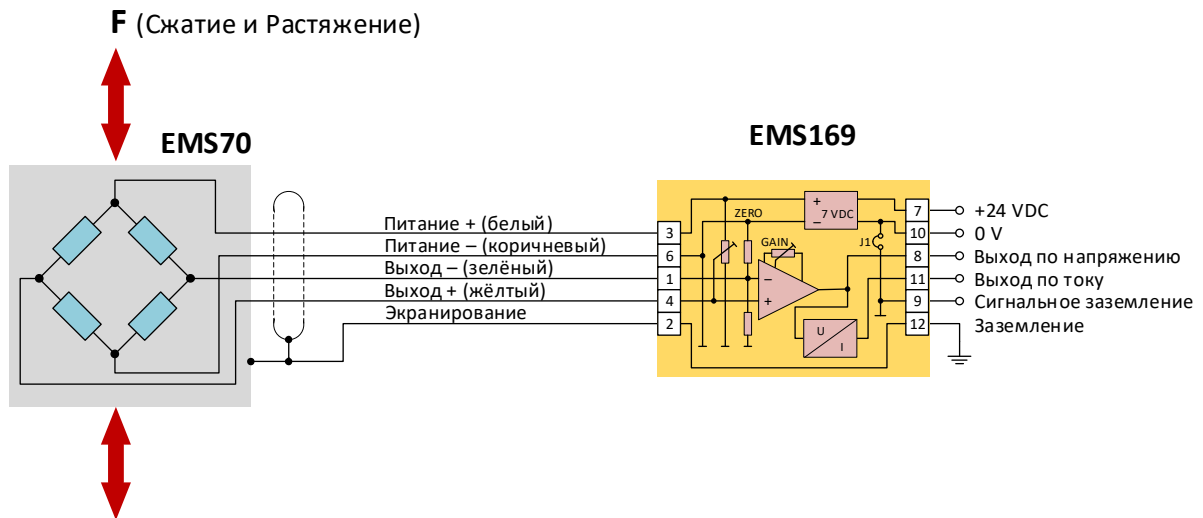 F (Сжатие и Растяжение)
EMS70
EMS169
Питание + (белый)
Питание – (коричневый)
Выход – (зелёный)
Выход + (жёлтый)
Экранирование
3
6
1
4
2
ZERO
GAIN
+
–
7 VDC
J1
–
+
U
I
7
10
8
11
9
12
+24 VDC
0 V
Выход по напряжению
Выход по току
Сигнальное заземление
Заземление